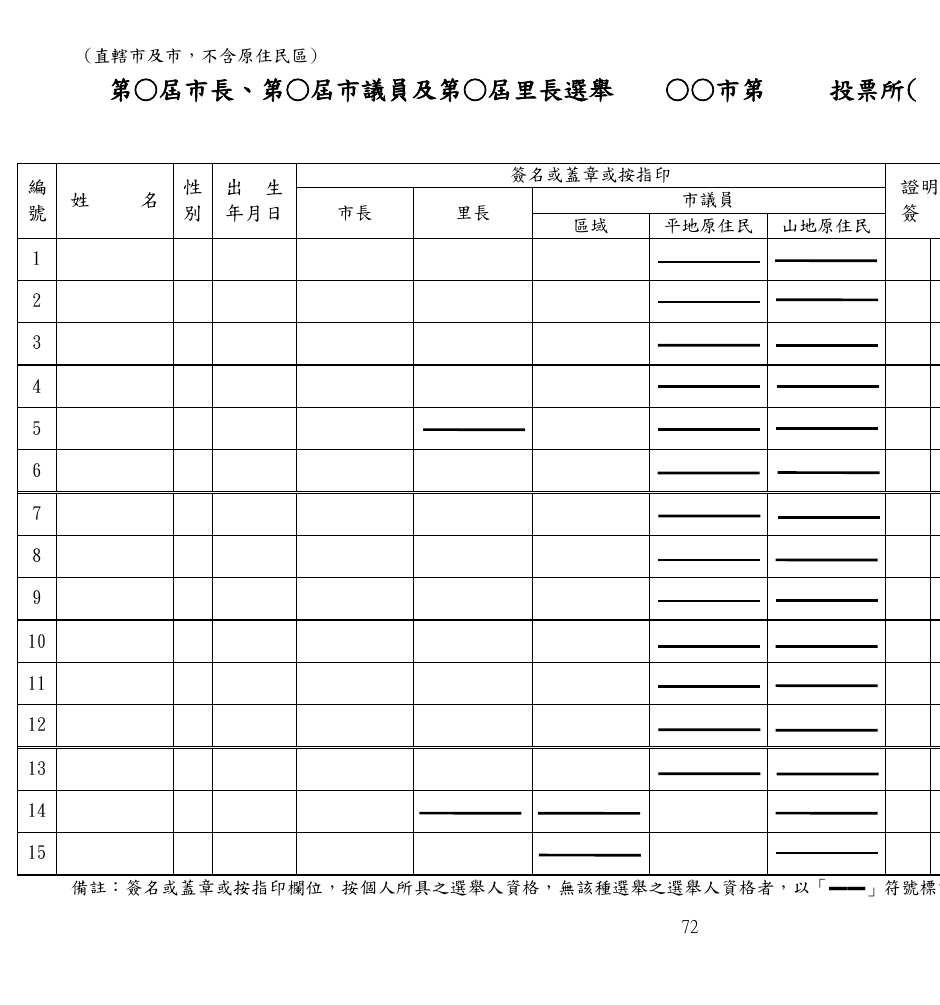 （直轄市及市，不含原住民區）
第○屆市長、第○屆市議員及第○屆里長選舉　○○市第　投票所(
編號 姓名 性別 出生年月日 簽名或蓋章或按指印 證明
簽
市長 里長 市議員
區域 平地原住民 山地原住民
1
2
3
4
5
6
7
8
9
10
11
12
13
14
15
備註：簽名或蓋章或按指印欄位，按個人所具之選舉人資格，無該種選舉之選舉人資格者，以「━━」符號標
72